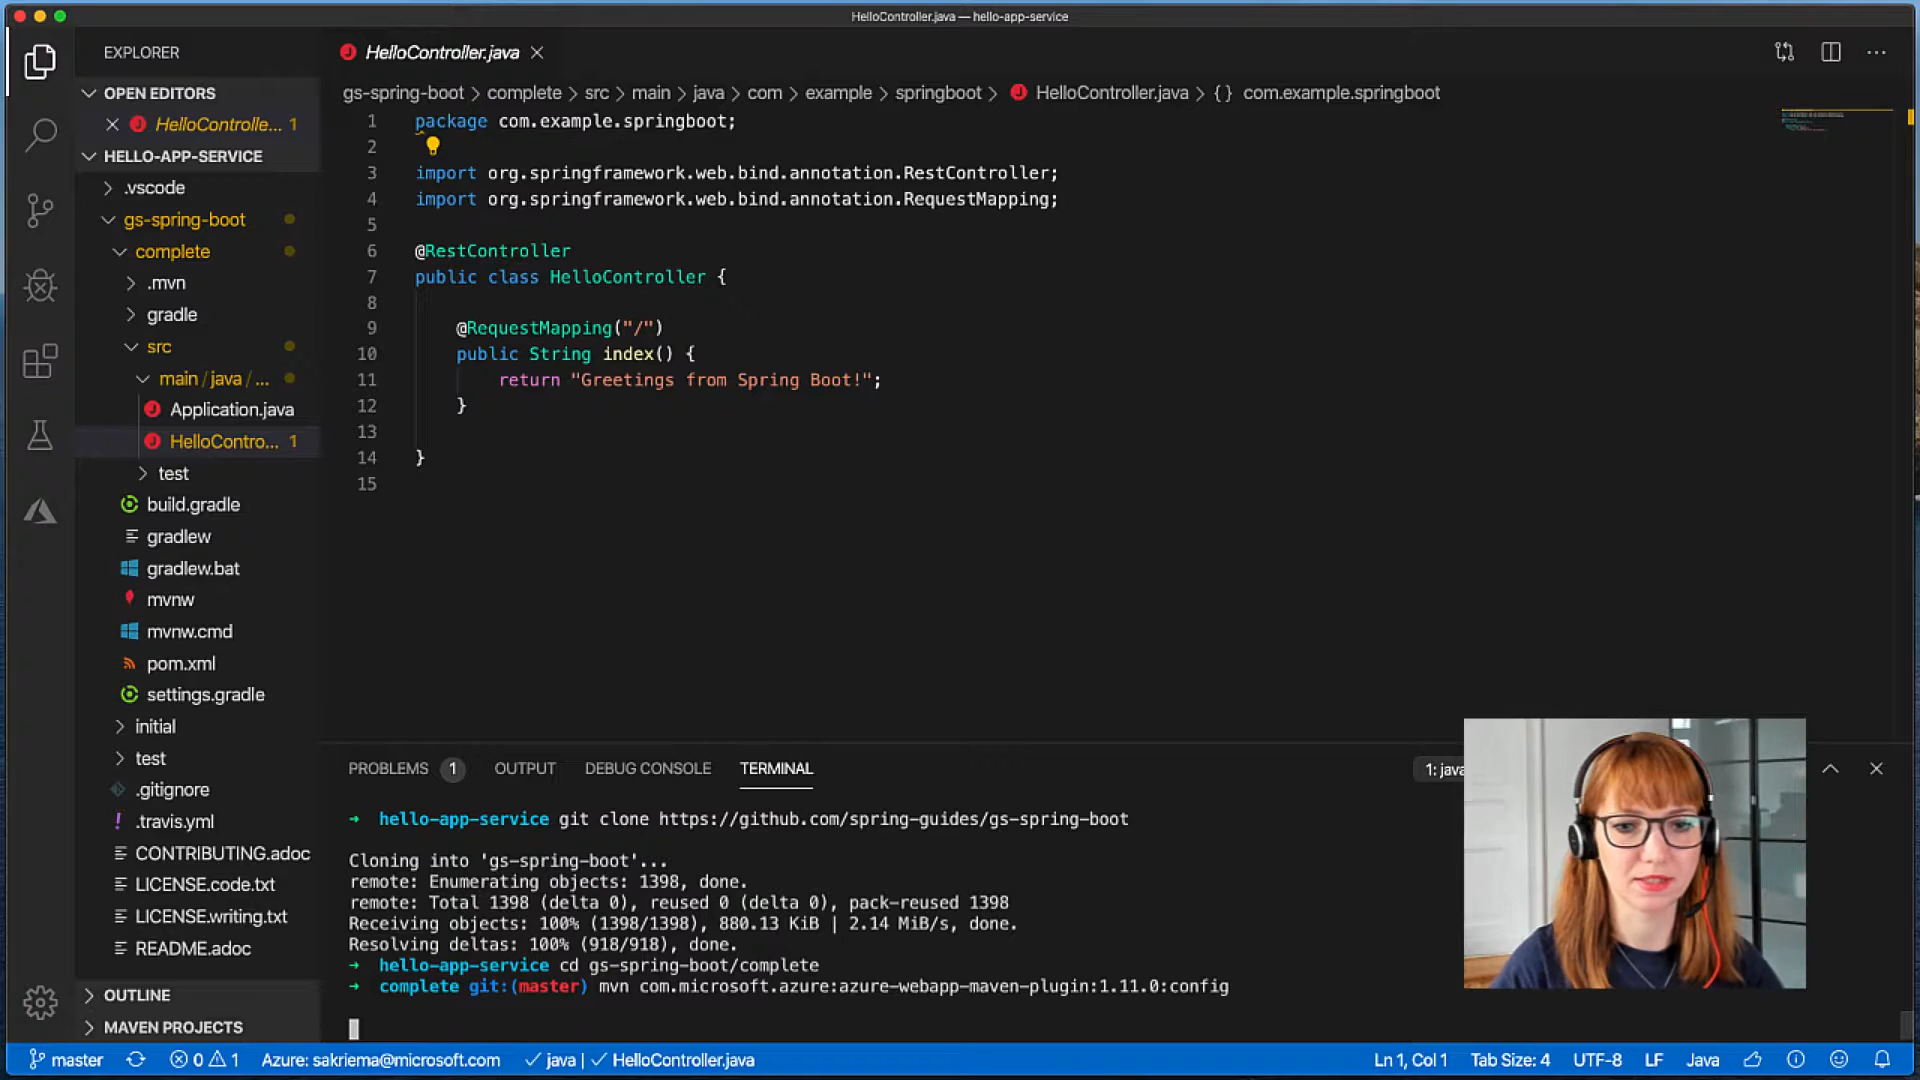 HelloController.java — hello-app-service
EXPLORER
OPEN EDITORS
HelloControlle... 1
HELLO-APP-SERVICE
.vscode
gs-spring-boot
complete
.mvn
gradle
src
main / java / ...
Application.java
HelloContro... 1
test
build.gradle
gradlew
gradlew.bat
mvnw
mvnw.cmd
pom.xml
settings.gradle
initial
test
.gitignore
.travis.yml
CONTRIBUTING.adoc
LICENSE.code.txt
LICENSE.writing.txt
README.adoc
OUTLINE
MAVEN PROJECTS
HelloController.java
gs-spring-boot > complete > src > main > java > com > example > springboot > HelloController.java > {} com.example.springboot
1 package com.example.springboot;
2
3 import org.springframework.web.bind.annotation.RestController;
4 import org.springframework.web.bind.annotation.RequestMapping;
5
6 @RestController
7 public class HelloController {
8
9 @RequestMapping("/")
10 public String index() {
11 return "Greetings from Spring Boot!";
12 }
13
14 }
15
PROBLEMS 1 OUTPUT DEBUG CONSOLE TERMINAL 1: java
→ hello-app-service git clone https://github.com/spring-guides/gs-spring-boot
Cloning into 'gs-spring-boot'...
remote: Enumerating objects: 1398, done.
remote: Total 1398 (delta 0), reused 0 (delta 0), pack-reused 1398
Receiving objects: 100% (1398/1398), 880.13 KiB | 2.14 MiB/s, done.
Resolving deltas: 100% (918/918), done.
→ hello-app-service cd gs-spring-boot/complete
→ complete git:(master) mvn com.microsoft.azure:azure-webapp-maven-plugin:1.11.0:config
master 0 1 Azure: sakriema@microsoft.com ✓ java | ✓ HelloController.java Ln 1, Col 1 Tab Size: 4 UTF-8 LF Java